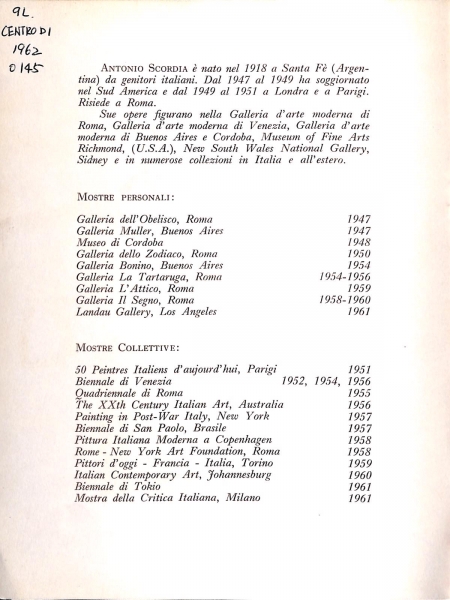 9L.
CENTRO DI
1962
0145
Antonio Scordia è nato nel 1918 a Santa Fè (Argen-
tina) da genitori italiani. Dal 1947 al 1949 ha soggiornato
nel Sud America e dal 1949 al 1951 a Londra e a Parigi.
Risiede a Roma.
Sue opere figurano nella Galleria d'arte moderna di
Roma, Galleria d'arte moderna di Venezia, Galleria d'arte
moderna di Buenos Aires e Cordoba, Museum of Fine Arts
Richmond, (U.S.A.), New South Wales National Gallery,
Sidney e in numerose collezioni in Italia e all'estero.
Mostre personali:
Galleria dell'Obelisco, Roma 1947
Galleria Muller, Buenos Aires 1947
Museo di Cordoba 1948
Galleria dello Zodiaco, Roma 1950
Galleria Bonino, Buenos Aires 1954
Galleria La Tartaruga, Roma 1954-1956
Galleria L'Attico, Roma 1959
Galleria Il Segno, Roma 1958-1960
Landau Gallery, Los Angeles 1961
Mostre Collettive:
50 Peintres Italiens d'aujourd'hui, Parigi 1951
Biennale di Venezia 1952, 1954, 1956
Quadriennale di Roma 1955
The XXth Century Italian Art, Australia 1956
Painting in Post-War Italy, New York 1957
Biennale di San Paolo, Brasile 1957
Pittura Italiana Moderna a Copenhagen 1958
Rome - New York Art Foundation, Roma 1958
Pittori d'oggi - Francia - Italia, Torino 1959
Italian Contemporary Art, Johannesburg 1960
Biennale di Tokio 1961
Mostra della Critica Italiana, Milano 1961